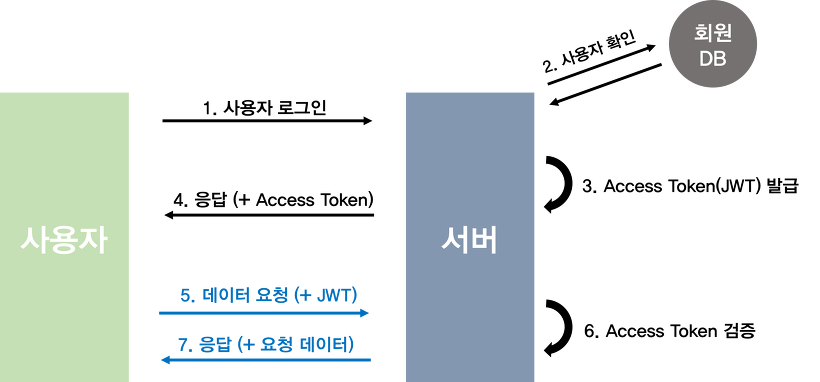 회원
DB
2. 사용자 확인
1. 사용자 로그인
3. Access Token(JWT) 발급
4. 응답 (+ Access Token)
사용자
서버
5. 데이터 요청 (+ JWT)
6. Access Token 검증
7. 응답 (+ 요청 데이터)